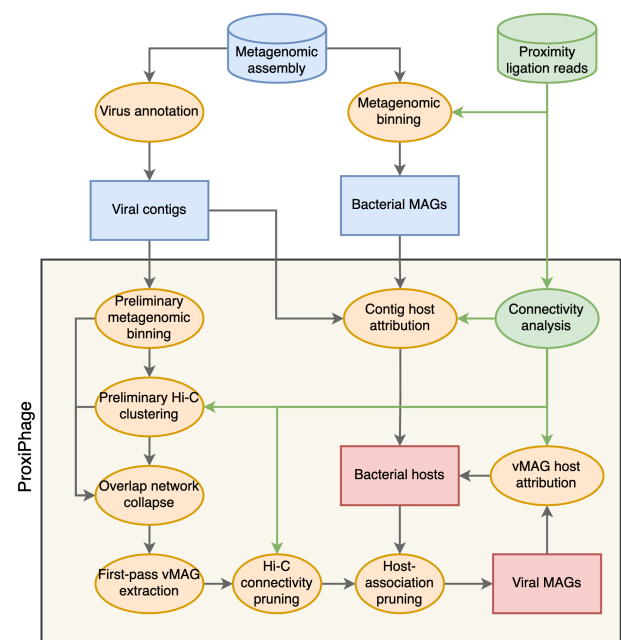 Metagenomic
assembly
Proximity
ligation reads
Virus annotation
Metagenomic
binning
Viral contigs
Bacterial MAGs
Preliminary
metagenomic
binning
Contig host
attribution
Connectivity
analysis
ProxiPhage
Preliminary Hi-C
clustering
Overlap network
collapse
Bacterial hosts
vMAG host
attribution
First-pass vMAG
extraction
Hi-C
connectivity
pruning
Host-
association
pruning
Viral MAGs